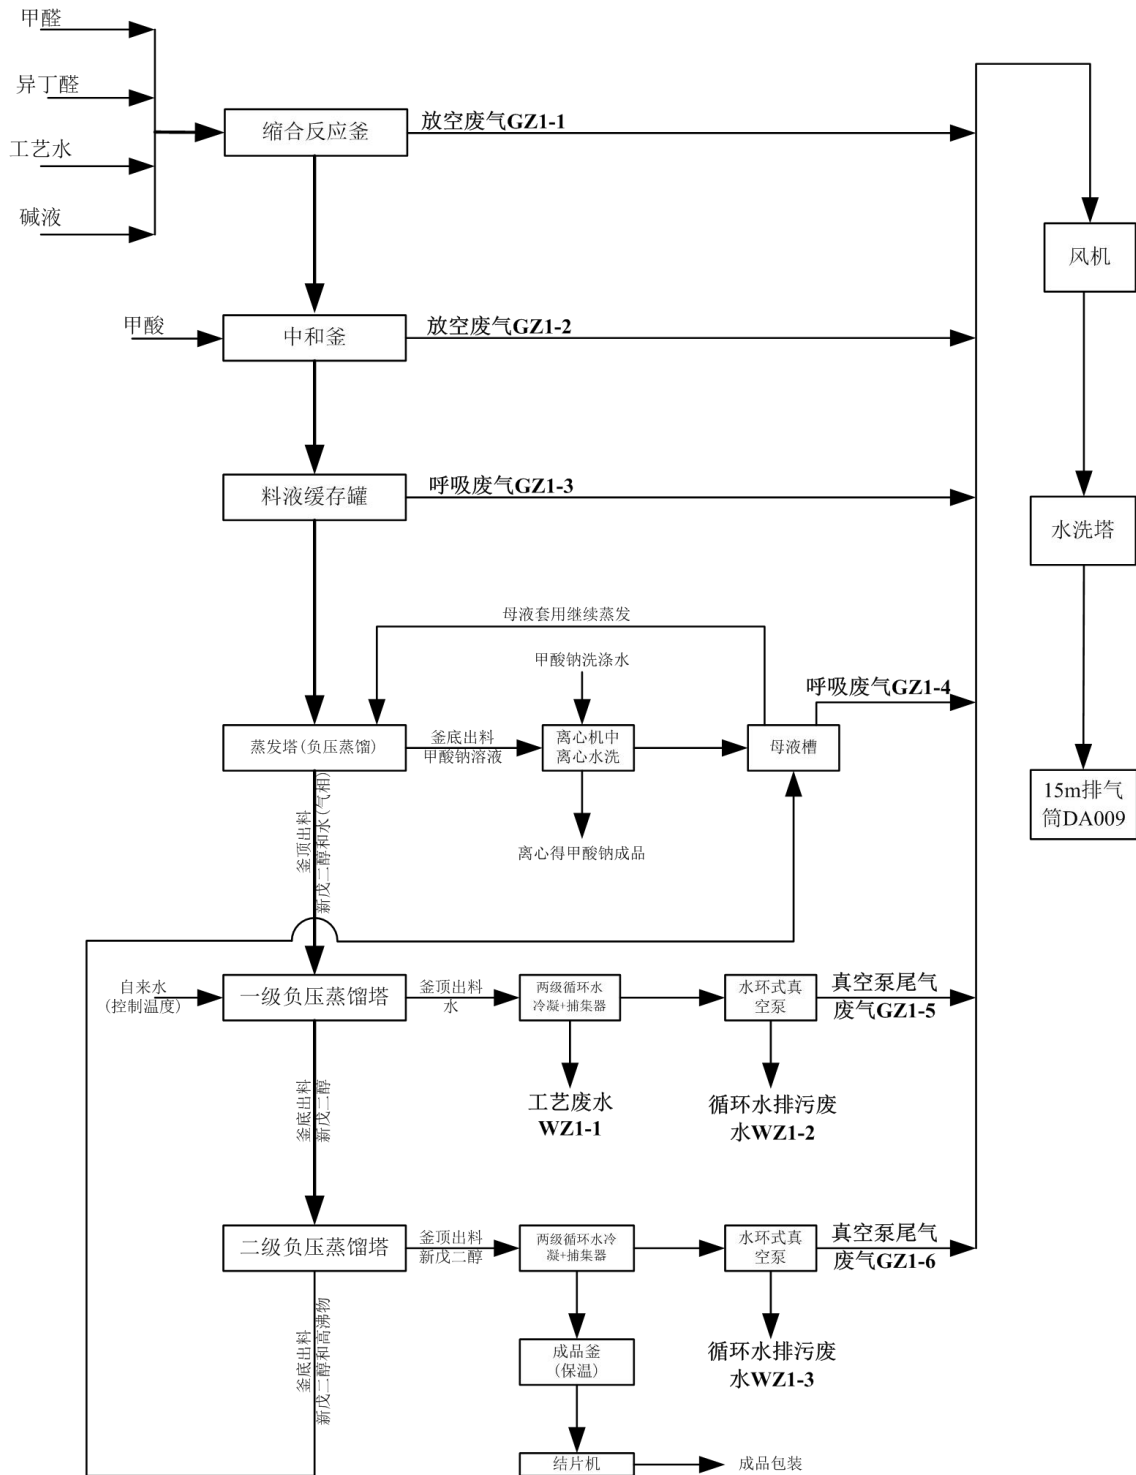 甲醛
异丁醛
工艺水
碱液
缩合反应釜
放空废气GZ1-1
风机
甲酸
中和釜
放空废气GZ1-2
料液缓存罐
呼吸废气GZ1-3
水洗塔
母液套用继续蒸发
甲酸钠洗涤水
呼吸废气GZ1-4
蒸发塔(负压蒸馏)
釜底出料
甲酸钠溶液
离心机中
离心水洗
母液槽
15m排气
筒DA009
离心得甲酸钠成品
釜顶出料
新戊二醇和水(气相)
自来水
(控制温度)
一级负压蒸馏塔
釜顶出料
水
两级循环水
冷凝+捕集器
水环式真
空泵
真空泵尾气
废气GZ1-5
工艺废水
WZ1-1
循环水排污废
水WZ1-2
釜底出料
新戊二醇
二级负压蒸馏塔
釜顶出料
新戊二醇
两级循环水冷
凝+捕集器
水环式真
空泵
真空泵尾气
废气GZ1-6
成品釜
(保温)
循环水排污废
水WZ1-3
釜底出料
新戊二醇和高沸物
结片机
成品包装